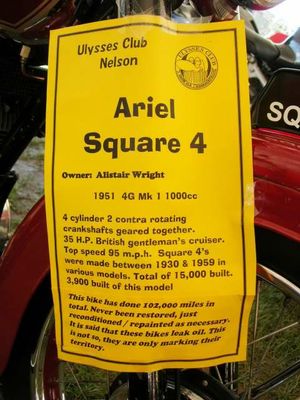 Ulysses Club
Nelson
ULYSSES CLUB
Ariel
Square 4
Owner: Alistair Wright
1951 4G Mk 1 1000cc
4 cylinder 2 contra rotating
crankshafts geared together.
35 H.P. British gentleman's cruiser.
Top speed 95 m.p.h. Square 4's
were made between 1930 & 1959 in
various models. Total of 15,000 built.
3,900 built of this model
This bike has done 102,000 miles in
total. Never been restored, just
reconditioned / repainted as necessary.
It is said that these bikes leak oil. This
is not so, they are only marking their
territory.
SQ